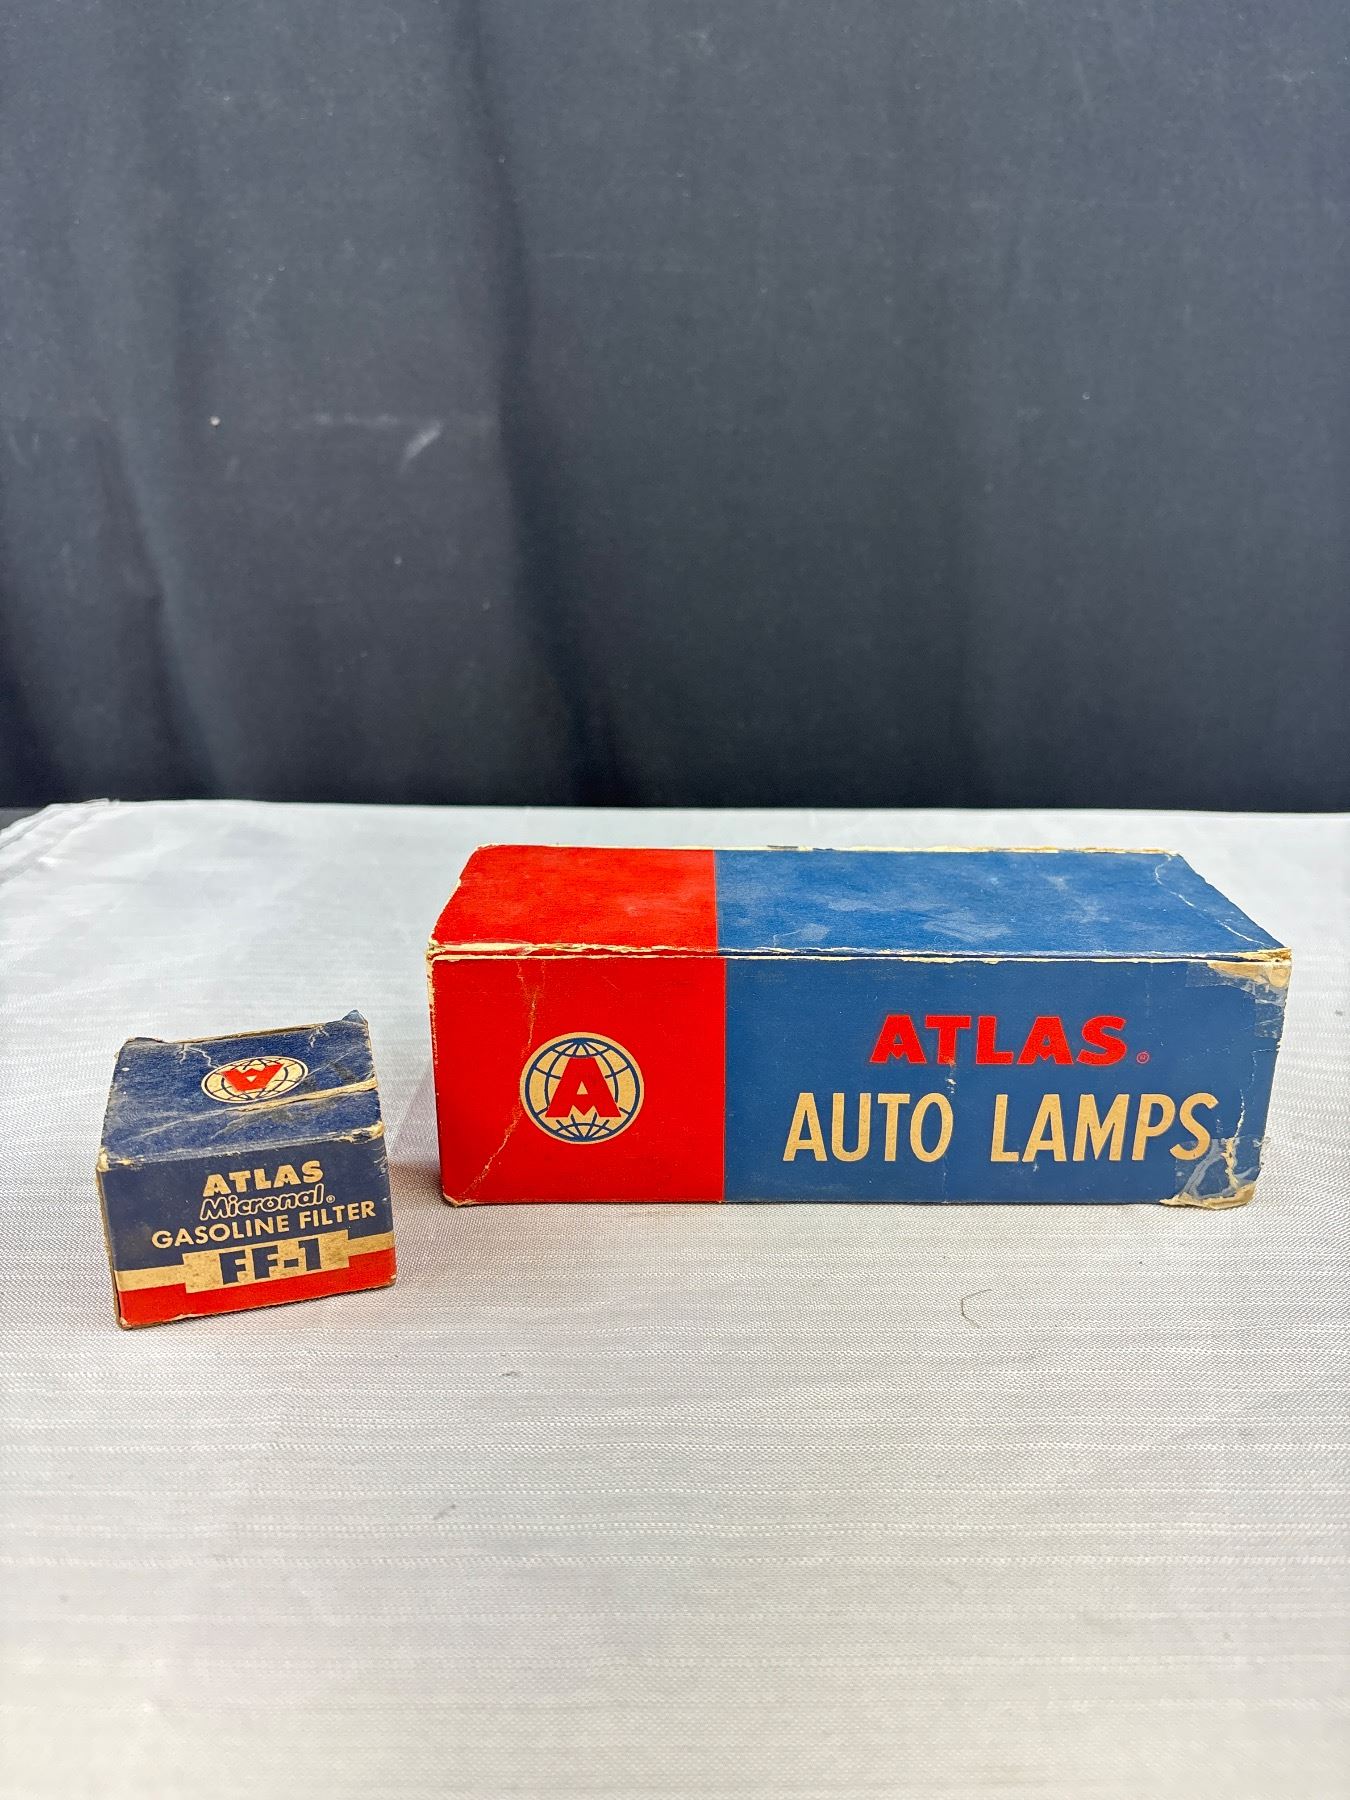 A
ATLAS
Micronal®
GASOLINE FILTER
FF-1
A
ATLAS®
AUTO LAMPS